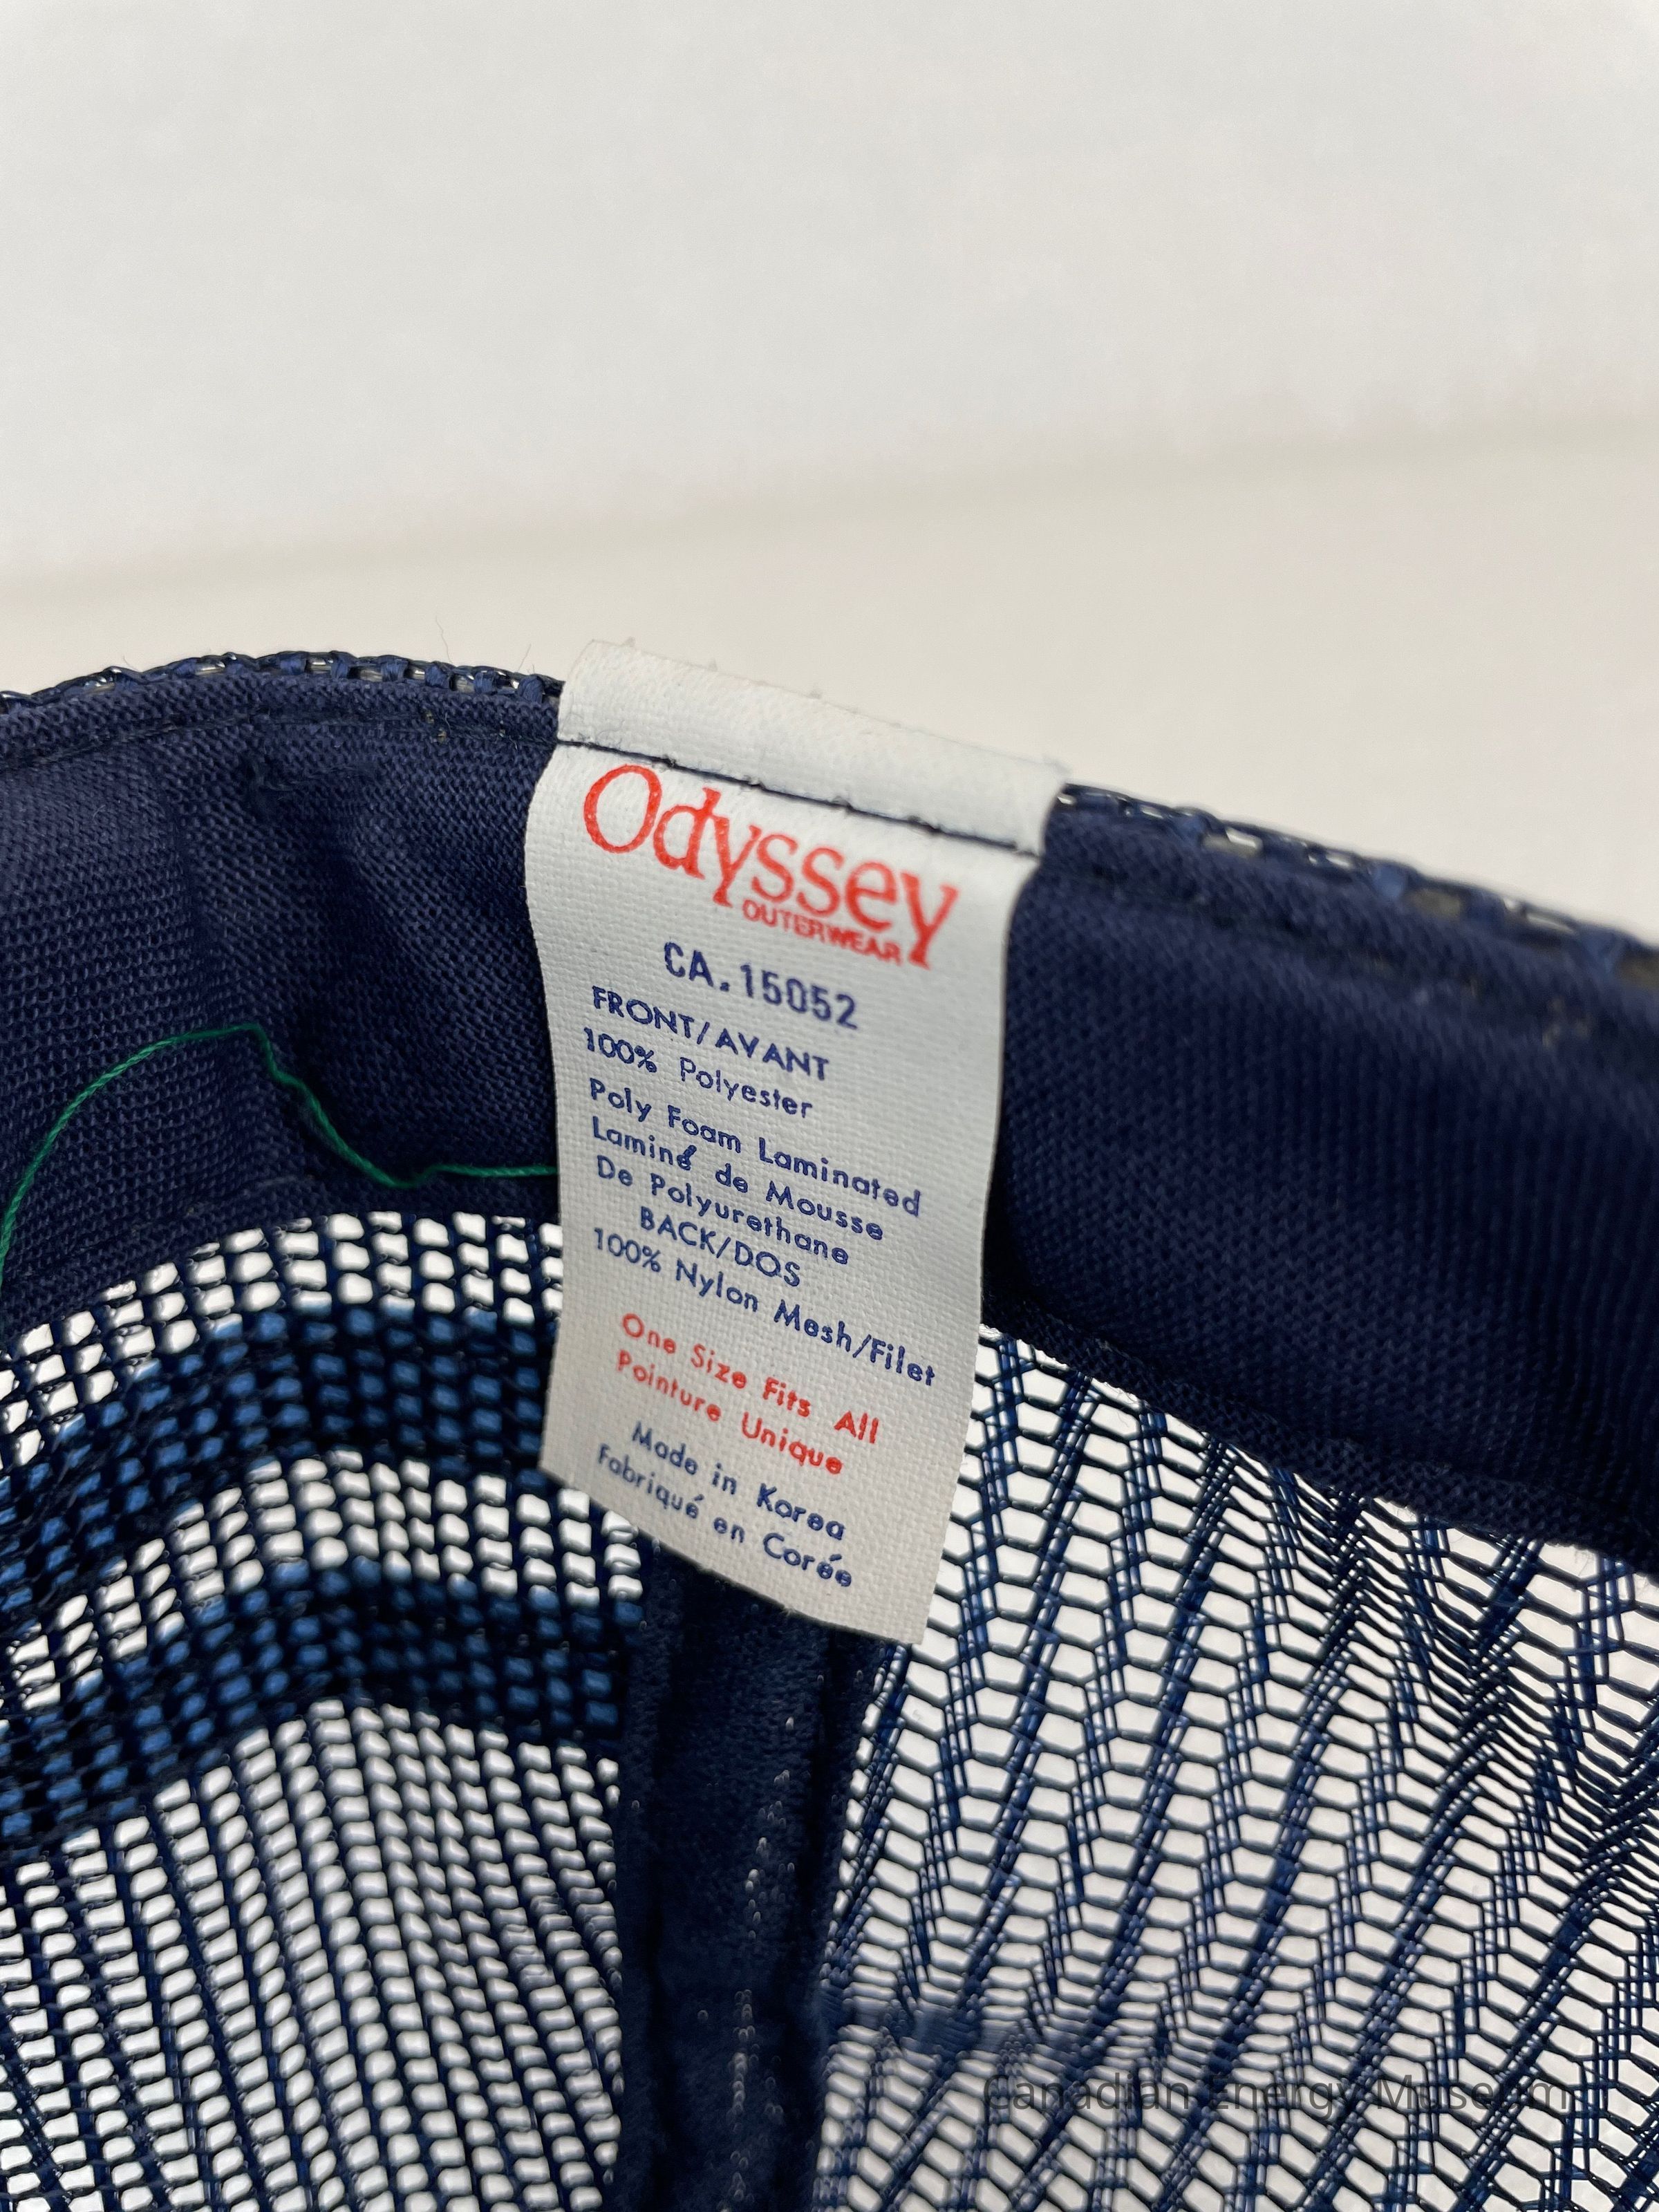 Odyssey
OUTERWEAR
CA.15052
FRONT/AVANT
100% Polyester
Poly Foam Laminated
Laminé de Mousse
De Polyurethane
BACK/DOS
100% Nylon Mesh/Filet
One Size Fits All
Pointure Unique
Made in Korea
Fabriqué en Corée
Canadian Energy Museum